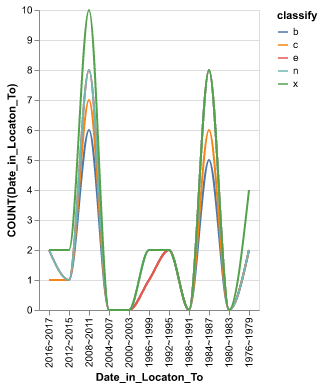 classify
b
c
e
n
x
COUNT(Date_in_Locaton_To)
10
9
8
7
6
5
4
3
2
1
0
2016~2017
2012~2015
2008~2011
2004~2007
2000~2003
1996~1999
1992~1995
1988~1991
1984~1987
1980~1983
1976~1979
Date_in_Locaton_To